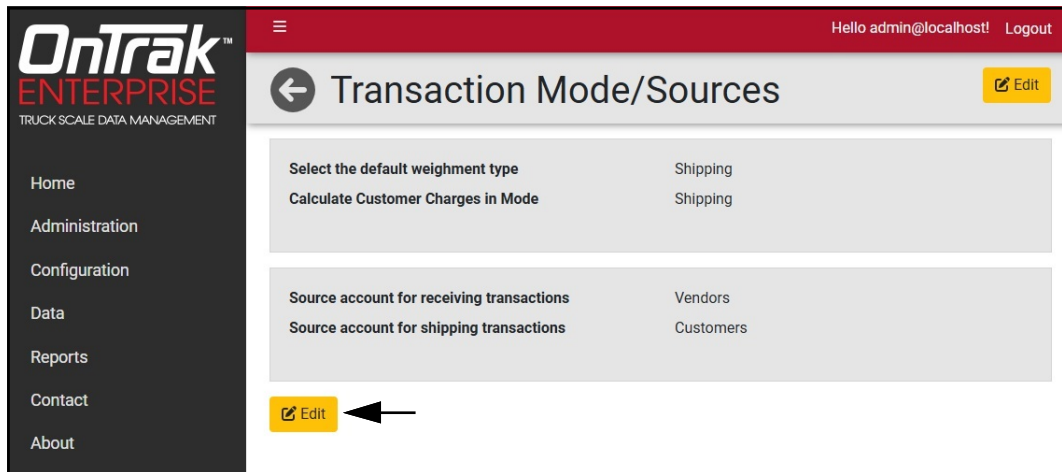 OnTrak™
ENTERPRISE
TRUCK SCALE DATA MANAGEMENT
Home
Administration
Configuration
Data
Reports
Contact
About
Hello admin@localhost! Logout
Transaction Mode/Sources
Edit
Select the default weighment type Shipping
Calculate Customer Charges in Mode Shipping
Source account for receiving transactions Vendors
Source account for shipping transactions Customers
Edit